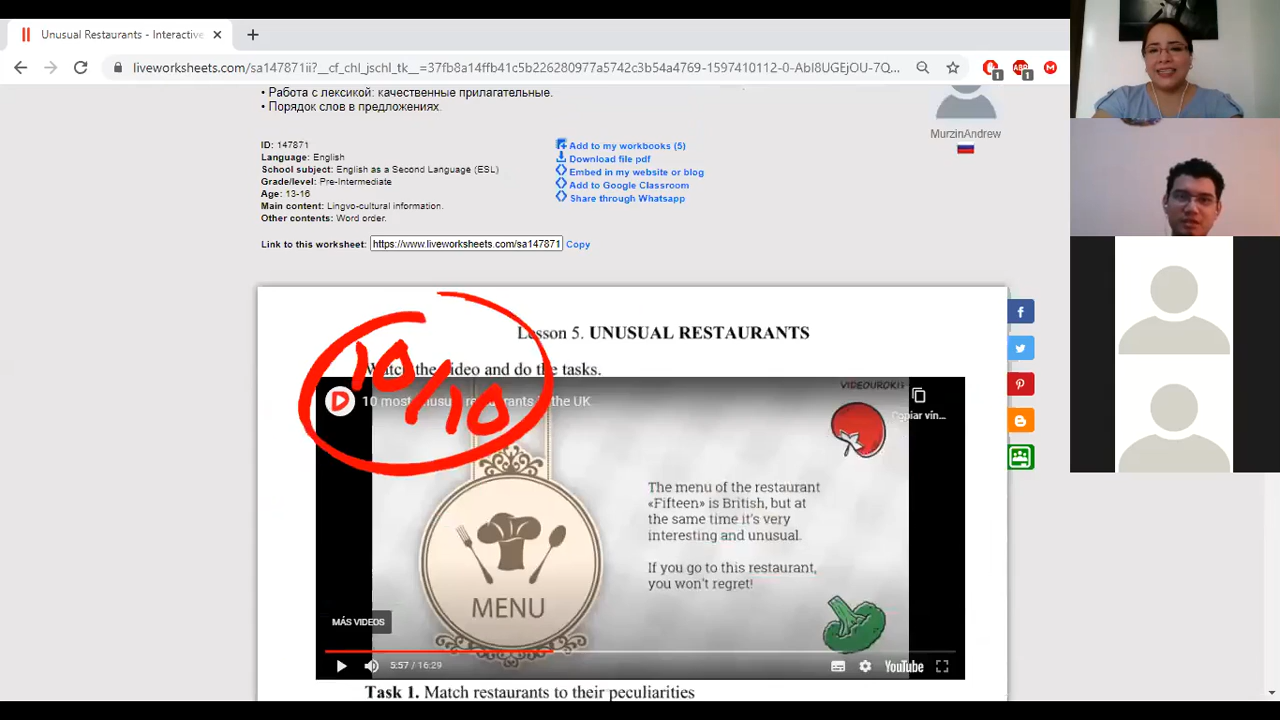 Unusual Restaurants - Interactive
liveworksheets.com/sa147871ii?__cf_chl_jschl_tk__=37fb8a17fb41c5b226280977a5742c3b54a4769-1597410112-0-AbI8UGEjOU-7Q...
1
ABP
1
M
• Работа с лексикой: качественные прилагательные.
• Порядок слов в предложениях.
MurzinAndrew
ID: 147871
Language: English
School subject: English as a Second Language (ESL)
Grade/level: Pre-Intermediate
Age: 13-16
Main content: Lingvo-cultural information.
Other contents: Word order.
Add to my workbooks (5)
Download file pdf
Embed in my website or blog
Add to Google Classroom
Share through Whatsapp
Link to this worksheet: https://www.liveworksheets.com/sa147871 Copy
Lesson 5. UNUSUAL RESTAURANTS
Watch the video and do the tasks.
10/10
10 most unusual restaurants in the UK
VIDEOUROKI
Copiar vín...
The menu of the restaurant
«Fifteen» is British, but at
the same time it's very
interesting and unusual.
If you go to this restaurant,
you won't regret!
MENU
MÁS VIDEOS
5:57 / 16:29
YouTube
Task 1. Match restaurants to their peculiarities